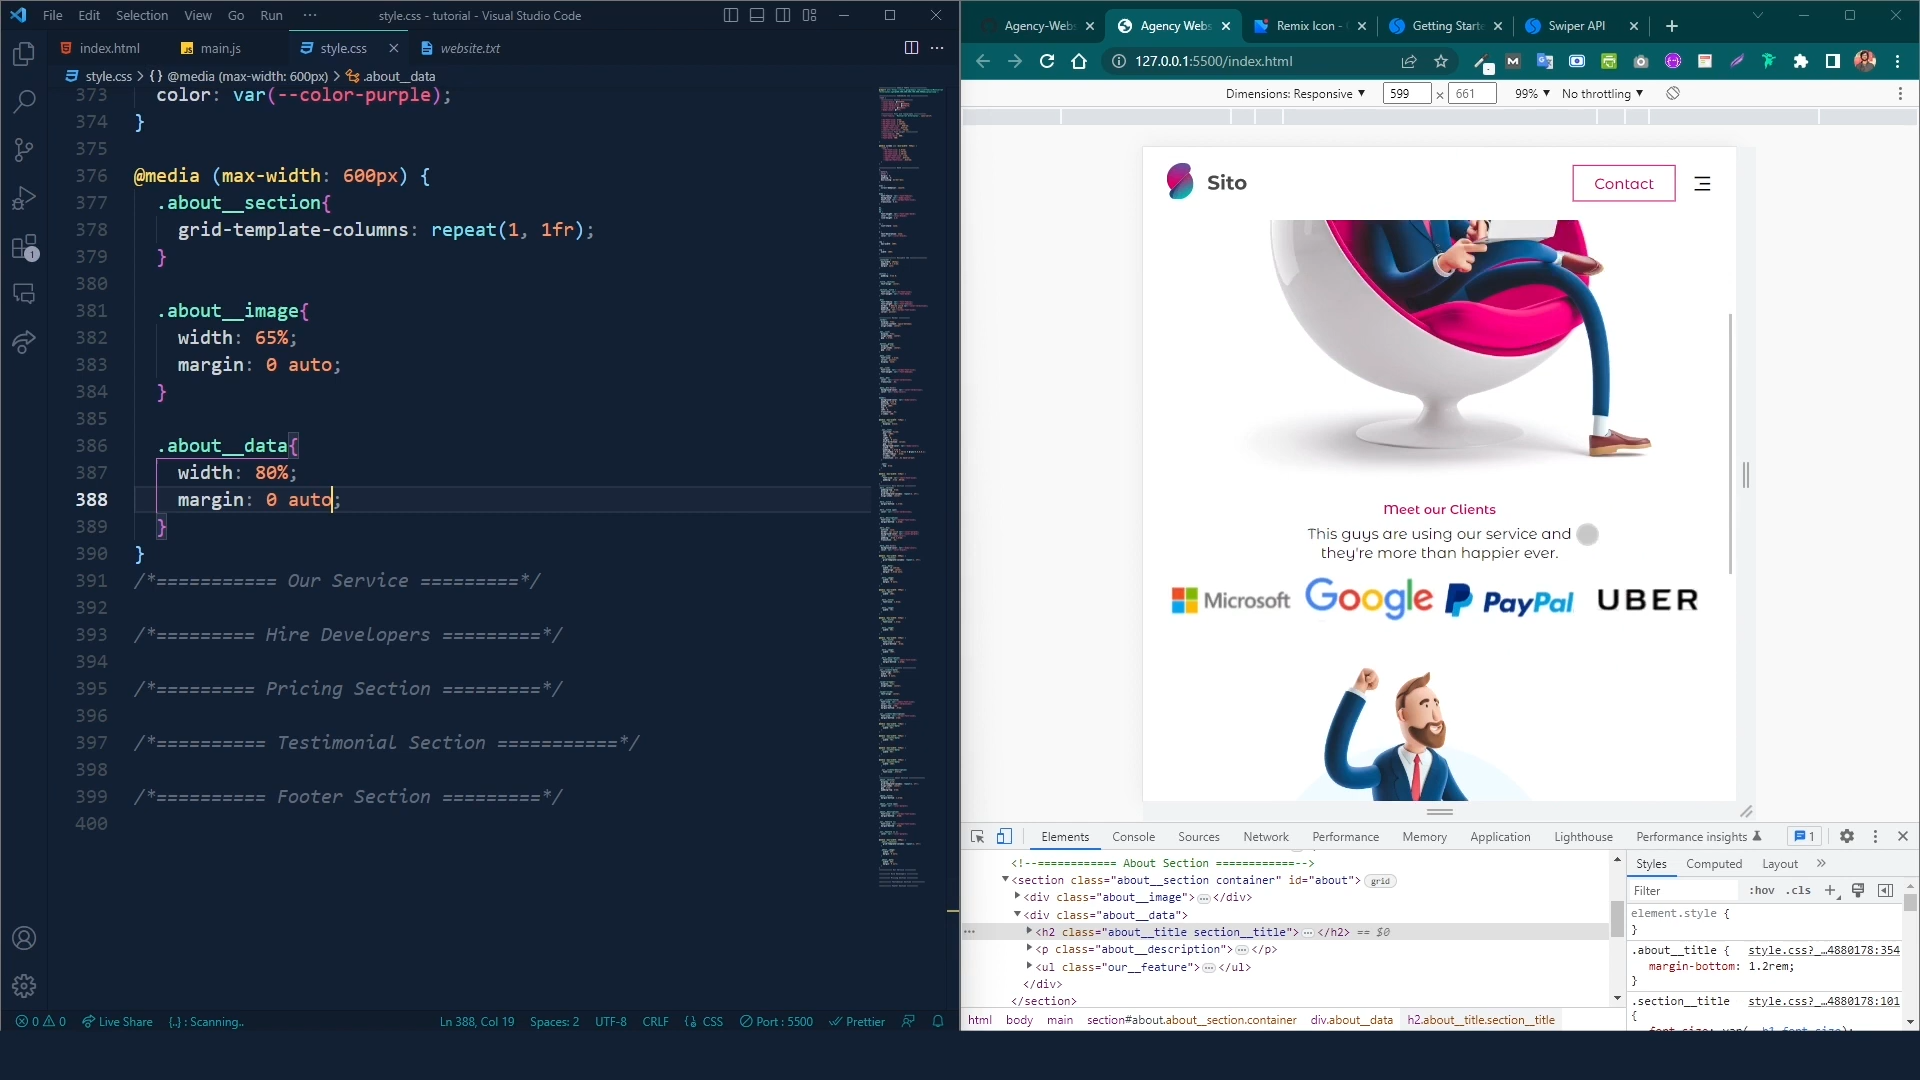 File Edit Selection View Go Run ··· style.css - tutorial - Visual Studio Code
index.html main.js style.css website.txt
style.css > { } @media (max-width: 600px) > .about__data
373 color: var(--color-purple);
374 }
375
376 @media (max-width: 600px) {
377 .about__section{
378 grid-template-columns: repeat(1, 1fr);
379 }
380
381 .about__image{
382 width: 65%;
383 margin: 0 auto;
384 }
385
386 .about__data{
387 width: 80%;
388 margin: 0 auto;
389 }
390 }
391 /*=========== Our Service =========*/
392
393 /*========= Hire Developers =========*/
394
395 /*========= Pricing Section =========*/
396
397 /*========== Testimonial Section ===========*/
398
399 /*========== Footer Section =========*/
400
1
0 0 Live Share {..} : Scanning.. Ln 388, Col 19 Spaces: 2 UTF-8 CRLF CSS Port : 5500 Prettier
Agency-Webs Agency Webs Remix Icon - Getting Starte Swiper API
127.0.0.1:5500/index.html
Dimensions: Responsive 599 × 661 99% No throttling
Sito Contact
Meet our Clients
This guys are using our service and
they're more than happier ever.
Microsoft Google PayPal UBER
Elements Console Sources Network Performance Memory Application Lighthouse Performance insights 1
<!--============ About Section ============-->
<section class="about__section container" id="about"> grid
<div class="about__image">…</div>
<div class="about__data">
<h2 class="about__title section__title">…</h2> == $0
<p class="about__description">…</p>
<ul class="our__feature">…</ul>
</div>
</section>
html body main section#about.about__section.container div.about__data h2.about__title.section__title
Styles Computed Layout »
Filter :hov .cls +
element.style {
}
.about__title { style.css?_…4880178:354
margin-bottom: 1.2rem;
}
.section__title style.css?_…4880178:101
{